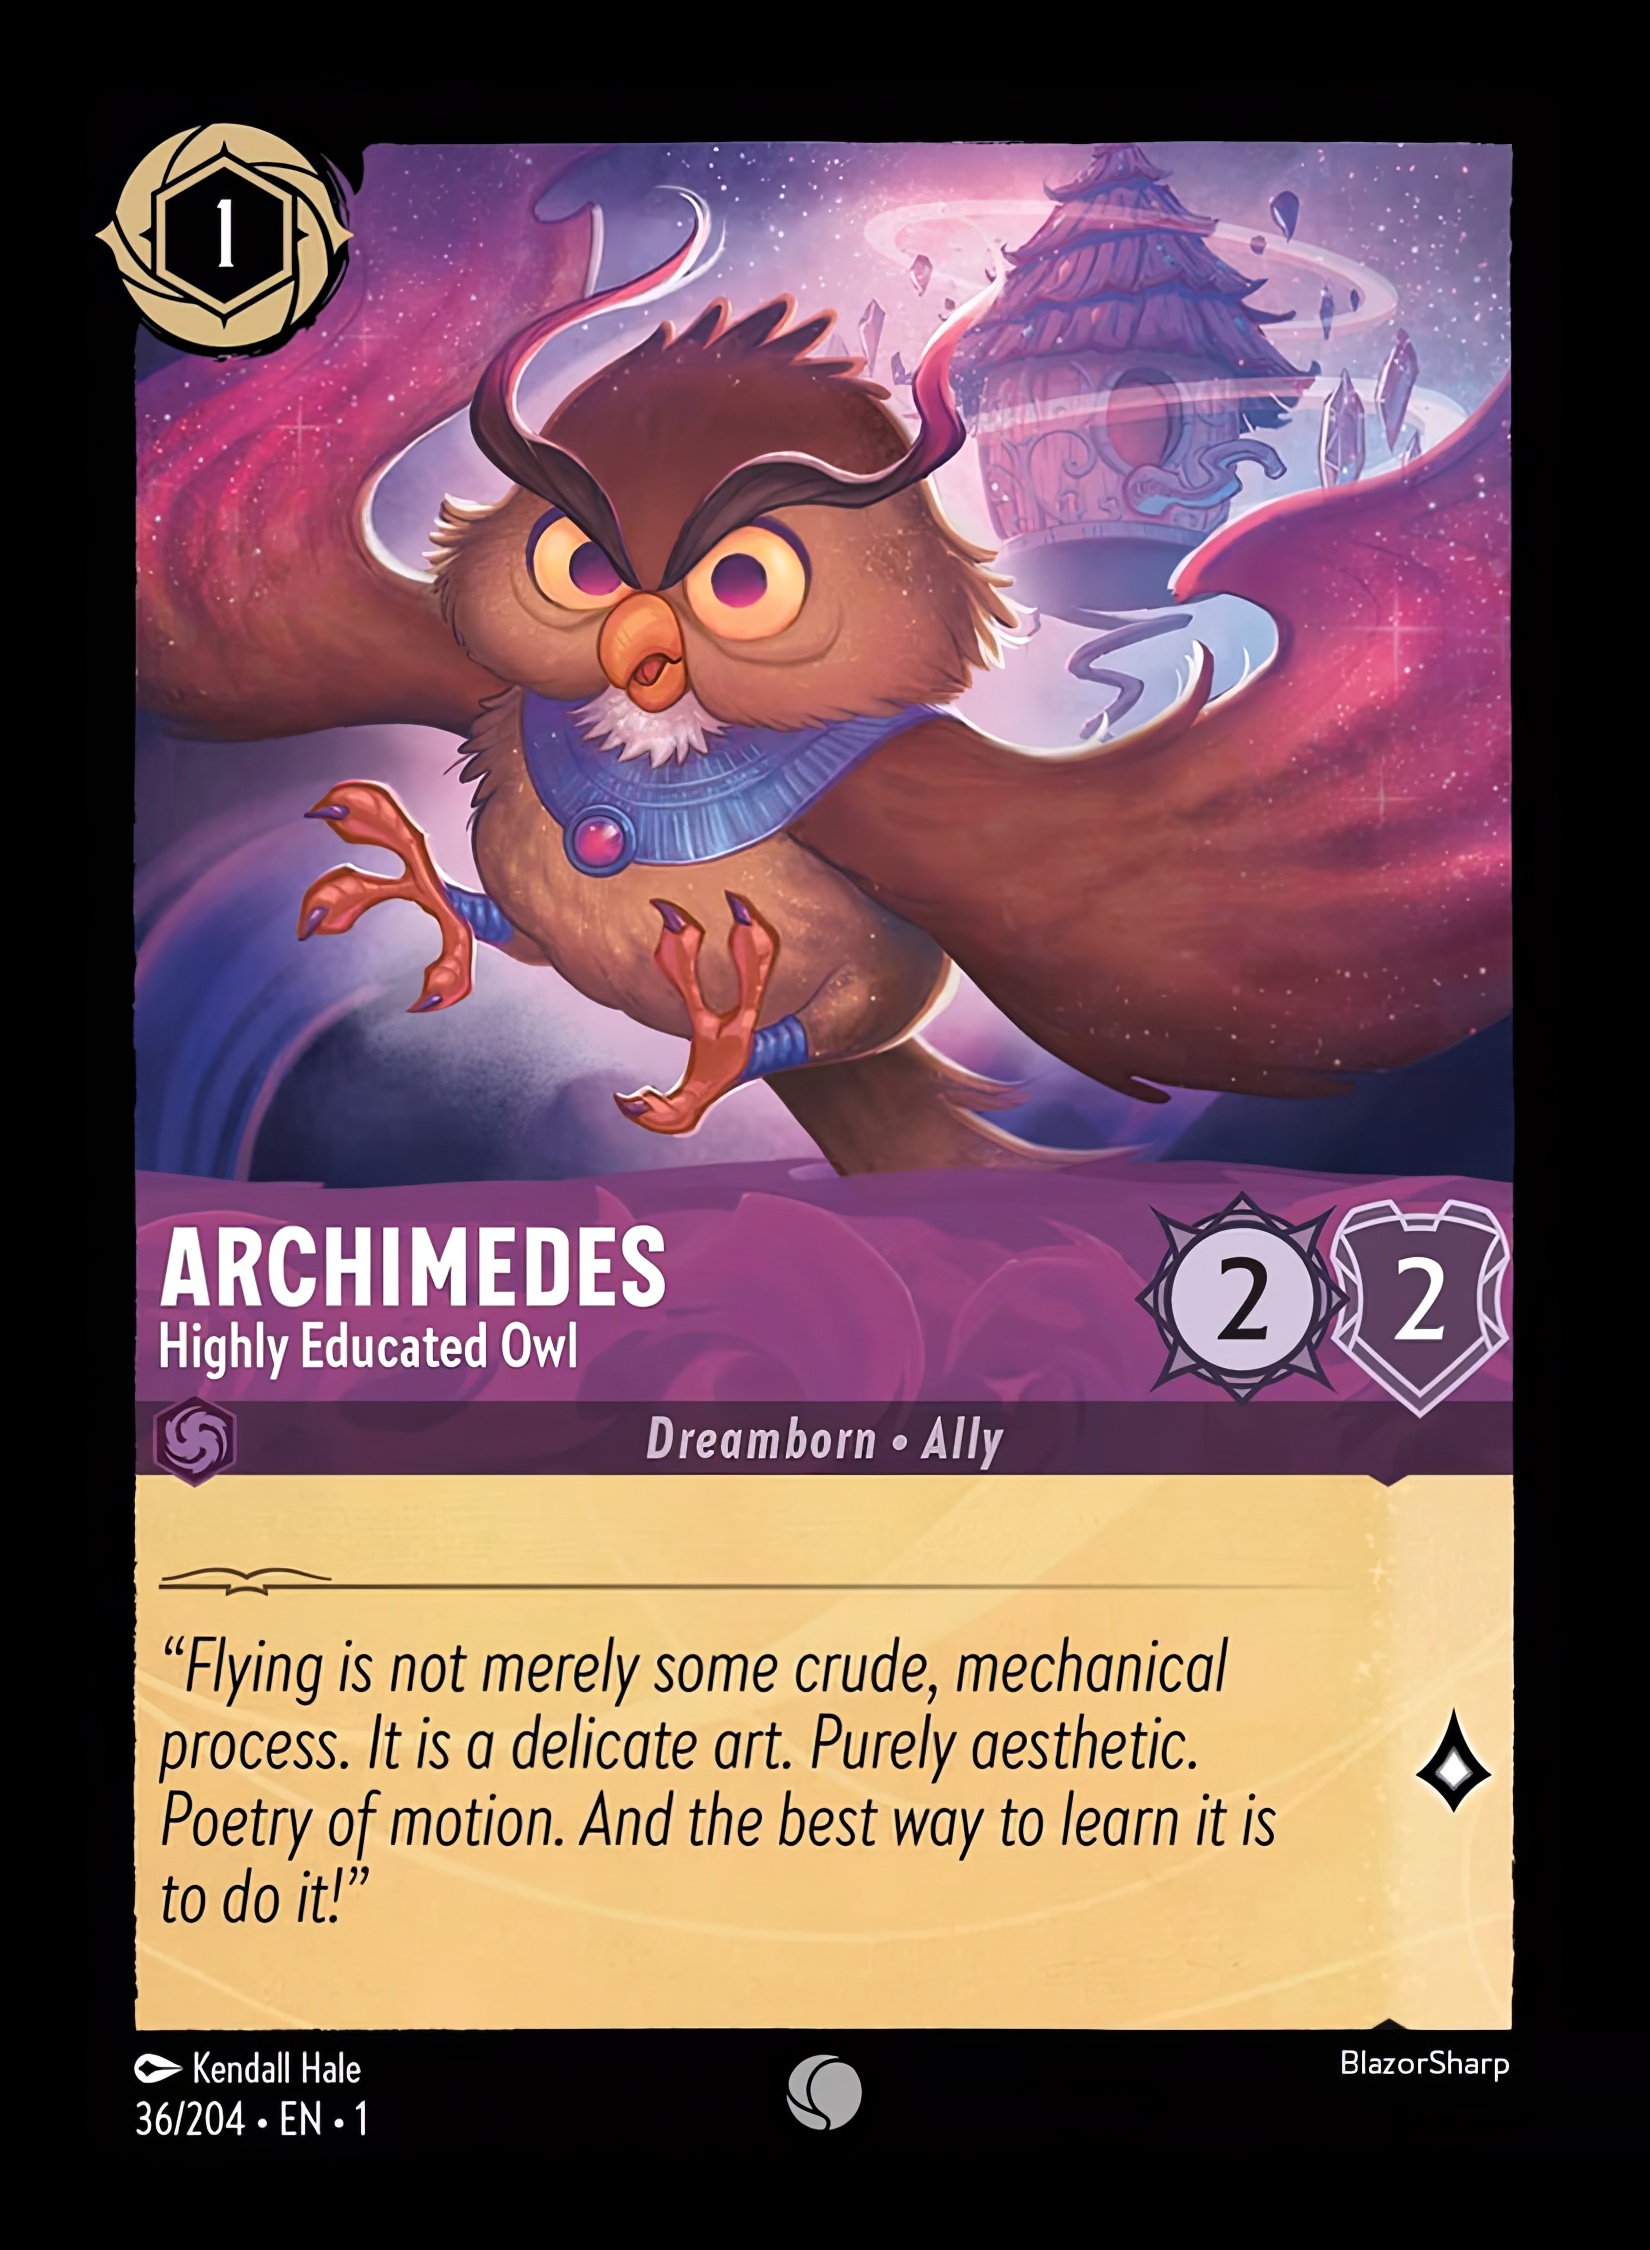 1
ARCHIMEDES
Highly Educated Owl
2 2
Dreamborn • Ally
“Flying is not merely some crude, mechanical
process. It is a delicate art. Purely aesthetic.
Poetry of motion. And the best way to learn it is
to do it!”
Kendall Hale
36/204 • EN • 1
BlazorSharp